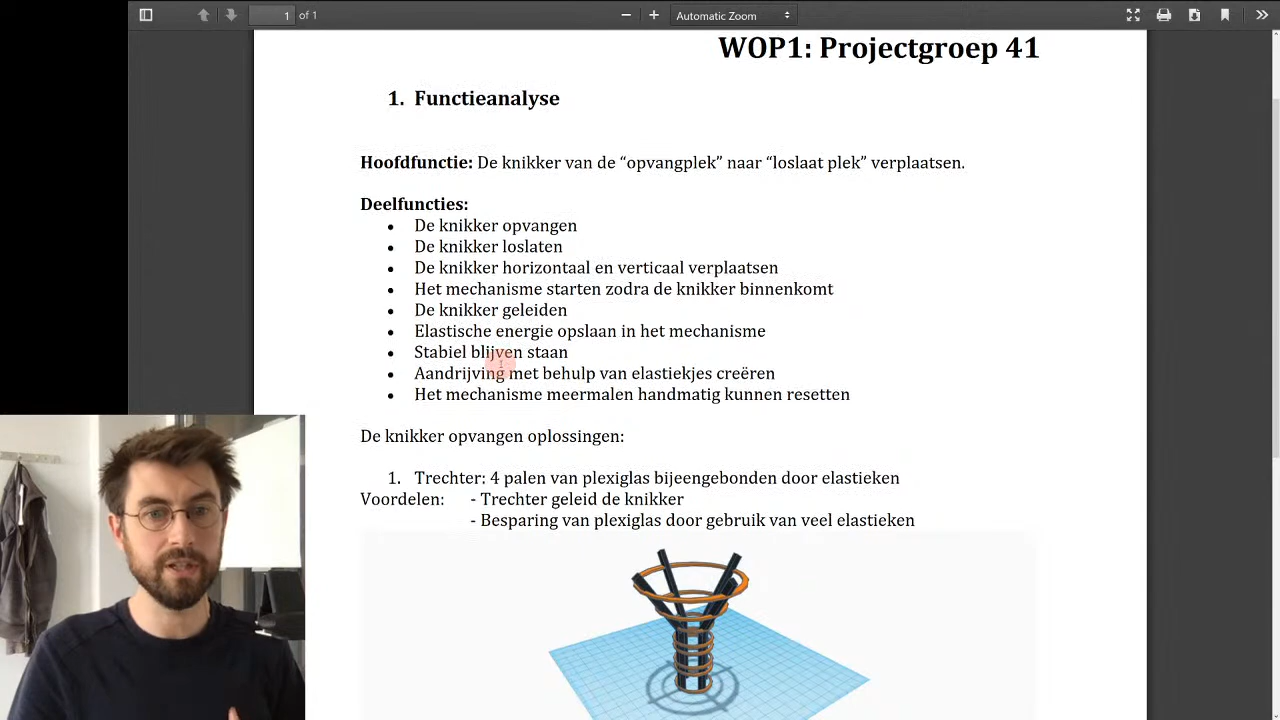 1 of 1
Automatic Zoom
WOP1: Projectgroep 41
1. Functieanalyse
Hoofdfunctie: De knikker van de “opvangplek” naar “loslaat plek” verplaatsen.
Deelfuncties:
• De knikker opvangen
• De knikker loslaten
• De knikker horizontaal en verticaal verplaatsen
• Het mechanisme starten zodra de knikker binnenkomt
• De knikker geleiden
• Elastische energie opslaan in het mechanisme
• Stabiel blijven staan
• Aandrijving met behulp van elastiekjes creëren
• Het mechanisme meermalen handmatig kunnen resetten
De knikker opvangen oplossingen:
1. Trechter: 4 palen van plexiglas bijeengebonden door elastieken
Voordelen: - Trechter geleid de knikker
- Besparing van plexiglas door gebruik van veel elastieken